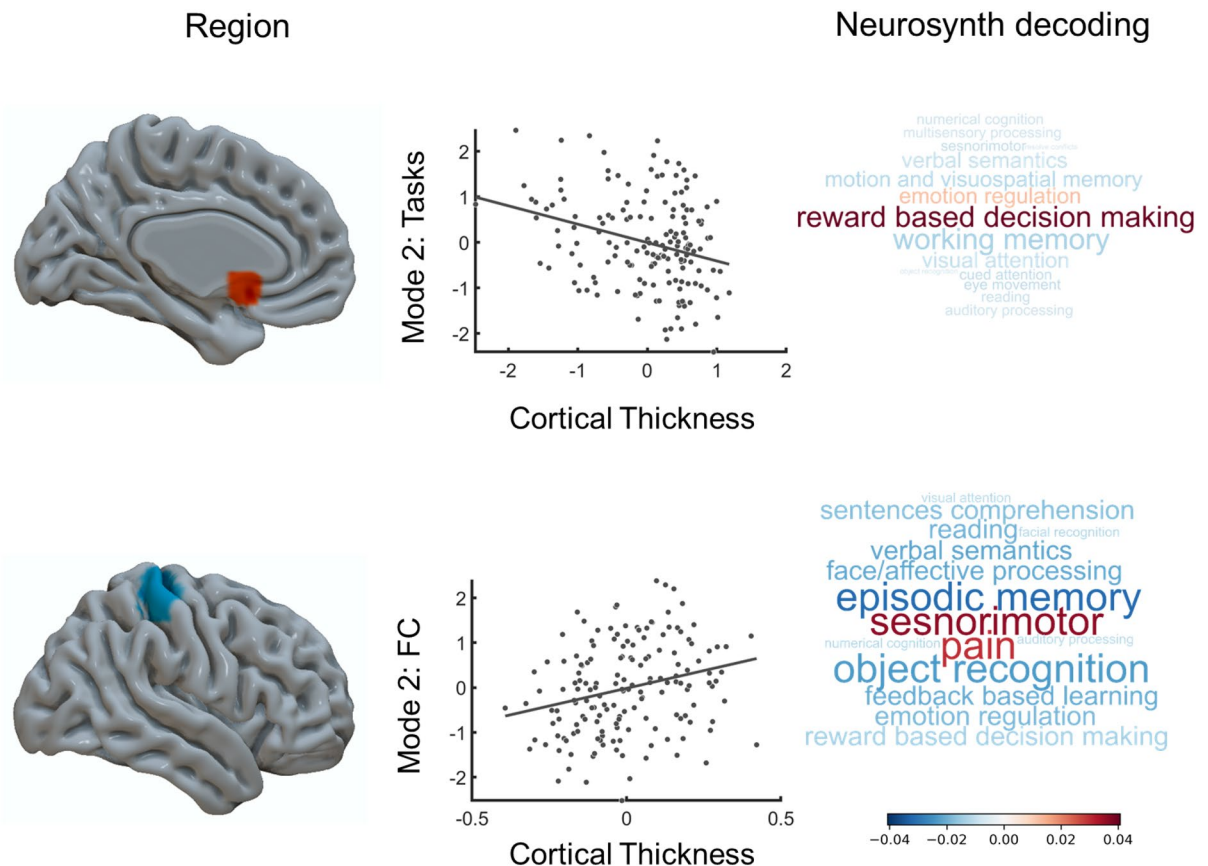 Region
Neurosynth decoding
Mode 2: Tasks
2
1
0
-1
-2
-2
-1
0
1
2
Cortical Thickness
numerical cognition
multisensory processing
sesnorimotor
verbal semantics
motion and visuospatial memory
emotion regulation
reward based decision making
working memory
visual attention
object recognition
cued attention
eye movement
reading
auditory processing
Mode 2: FC
2
1
0
-1
-2
-0.5
0
0.5
Cortical Thickness
visual attention
sentences comprehension
reading facial recognition
verbal semantics
face/affective processing
episodic memory
sesnorimotor
numerical cognition pain auditory processing
object recognition
feedback based learning
emotion regulation
reward based decision making
−0.04 −0.02 0.00 0.02 0.04